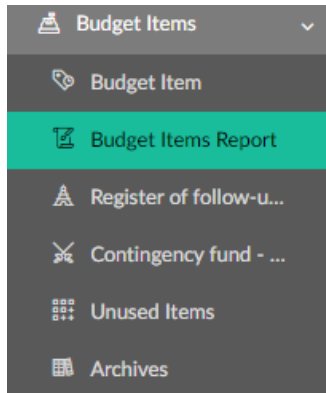 Budget Items
Budget Item
Budget Items Report
Register of follow-u...
Contingency fund - ...
Unused Items
Archives